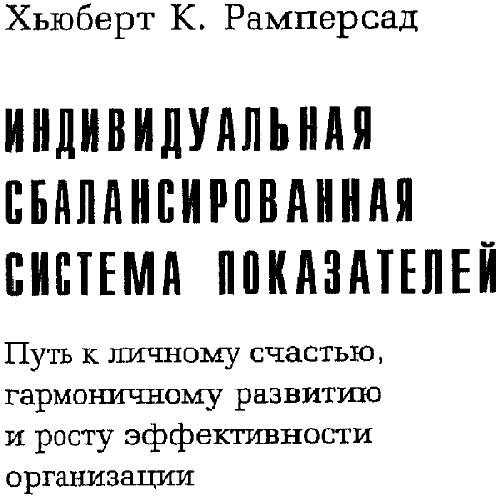 Хьюберт К. Рамперсад
ИНДИВИДУАЛЬНАЯ
СБАЛАНСИРОВАННАЯ
СИСТЕМА ПОКАЗАТЕЛЕЙ
Путь к личному счастью,
гармоничному развитию
и росту эффективности
организации